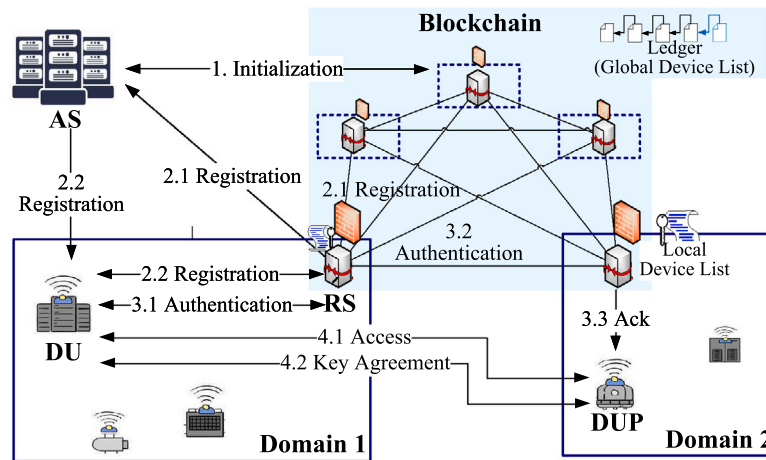 Blockchain
Ledger
(Global Device List)
1. Initialization
AS
2.2
Registration
2.1 Registration
2.1 Registration
3.2
Authentication
Local
Device List
2.2 Registration
RS
3.1 Authentication
3.3 Ack
DU
4.1 Access
4.2 Key Agreement
DUP
Domain 1
Domain 2